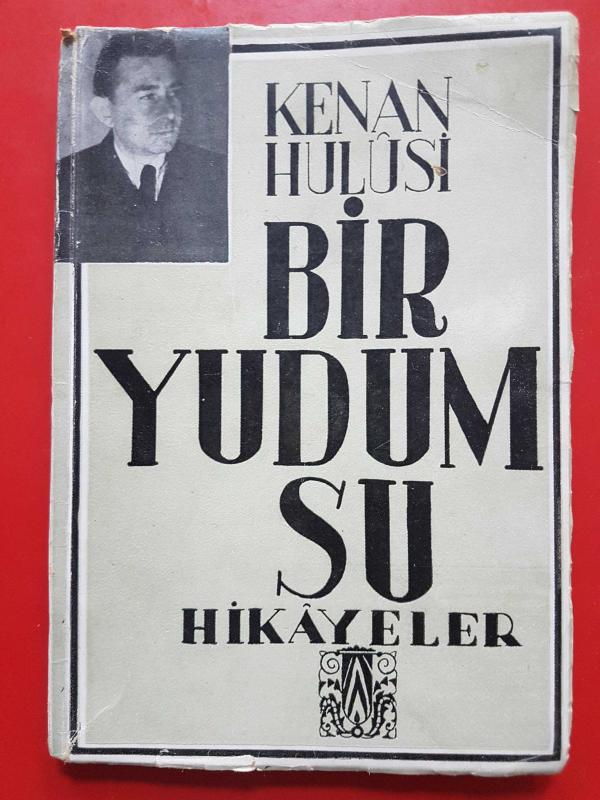 KENAN
HULÛSİ
BİR
YUDUM
SU
HİKÂYELER